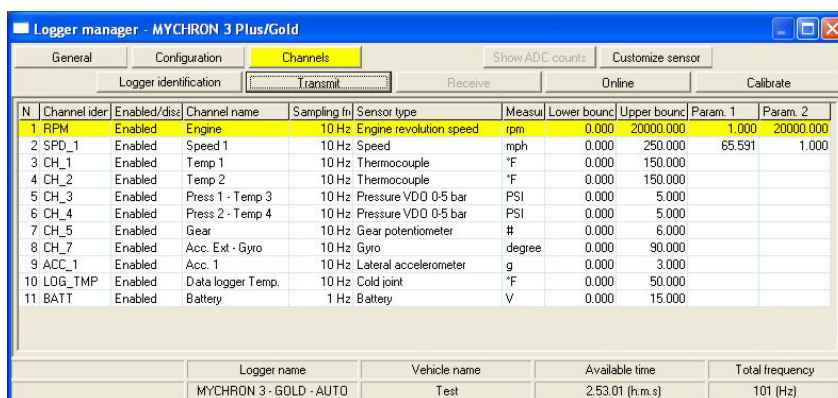 Logger manager - MYCHRON 3 Plus/Gold
General Configuration Channels Show ADC counts Customize sensor
Logger identification Transmit Receive Online Calibrate
N Channel ider Enabled/disa Channel name Sampling fr Sensor type Measu Lower bounc Upper bounc Param. 1 Param. 2
1 RPM Enabled Engine 10 Hz Engine revolution speed rpm 0.000 20000.000 1.000 20000.000
2 SPD_1 Enabled Speed 1 10 Hz Speed mph 0.000 250.000 65.591 1.000
3 CH_1 Enabled Temp 1 10 Hz Thermocouple °F 0.000 150.000
4 CH_2 Enabled Temp 2 10 Hz Thermocouple °F 0.000 150.000
5 CH_3 Enabled Press 1 - Temp 3 10 Hz Pressure VDO 0-5 bar PSI 0.000 5.000
6 CH_4 Enabled Press 2 - Temp 4 10 Hz Pressure VDO 0-5 bar PSI 0.000 5.000
7 CH_5 Enabled Gear 10 Hz Gear potentiometer # 0.000 6.000
8 CH_7 Enabled Acc. Ext - Gyro 10 Hz Gyro degree 0.000 90.000
9 ACC_1 Enabled Acc. 1 10 Hz Lateral accelerometer g 0.000 3.000
10 LOG_TMP Enabled Data logger Temp. 10 Hz Cold joint °F 0.000 50.000
11 BATT Enabled Battery 1 Hz Battery V 0.000 15.000
Logger name Vehicle name Available time Total frequency
MYCHRON 3 - GOLD - AUTO Test 2.53.01 (h.m.s) 101 (Hz)